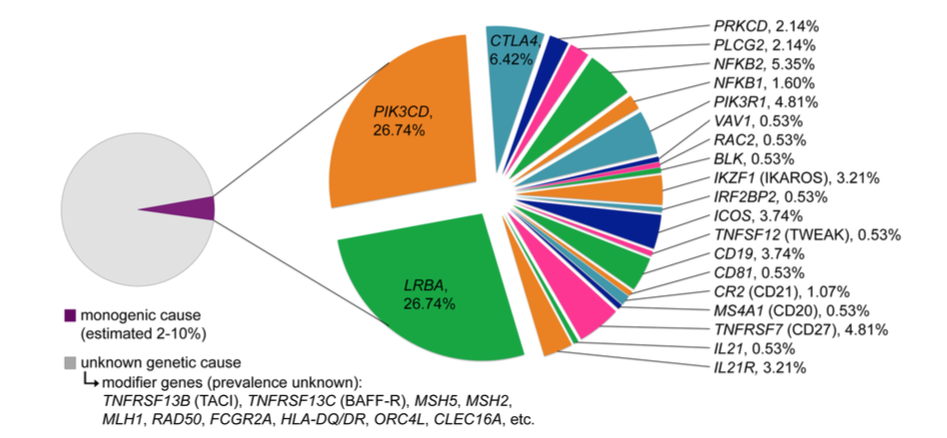 CTLA4,
6.42%
PIK3CD,
26.74%
LRBA,
26.74%
PRKCD, 2.14%
PLCG2, 2.14%
NFKB2, 5.35%
NFKB1, 1.60%
PIK3R1, 4.81%
VAV1, 0.53%
RAC2, 0.53%
BLK, 0.53%
IKZF1 (IKAROS), 3.21%
IRF2BP2, 0.53%
ICOS, 3.74%
TNFSF12 (TWEAK), 0.53%
CD19, 3.74%
CD81, 0.53%
CR2 (CD21), 1.07%
MS4A1 (CD20), 0.53%
TNFRSF7 (CD27), 4.81%
IL21, 0.53%
IL21R, 3.21%
monogenic cause
(estimated 2-10%)
unknown genetic cause
modifier genes (prevalence unknown):
TNFRSF13B (TACI), TNFRSF13C (BAFF-R), MSH5, MSH2,
MLH1, RAD50, FCGR2A, HLA-DQ/DR, ORC4L, CLEC16A, etc.